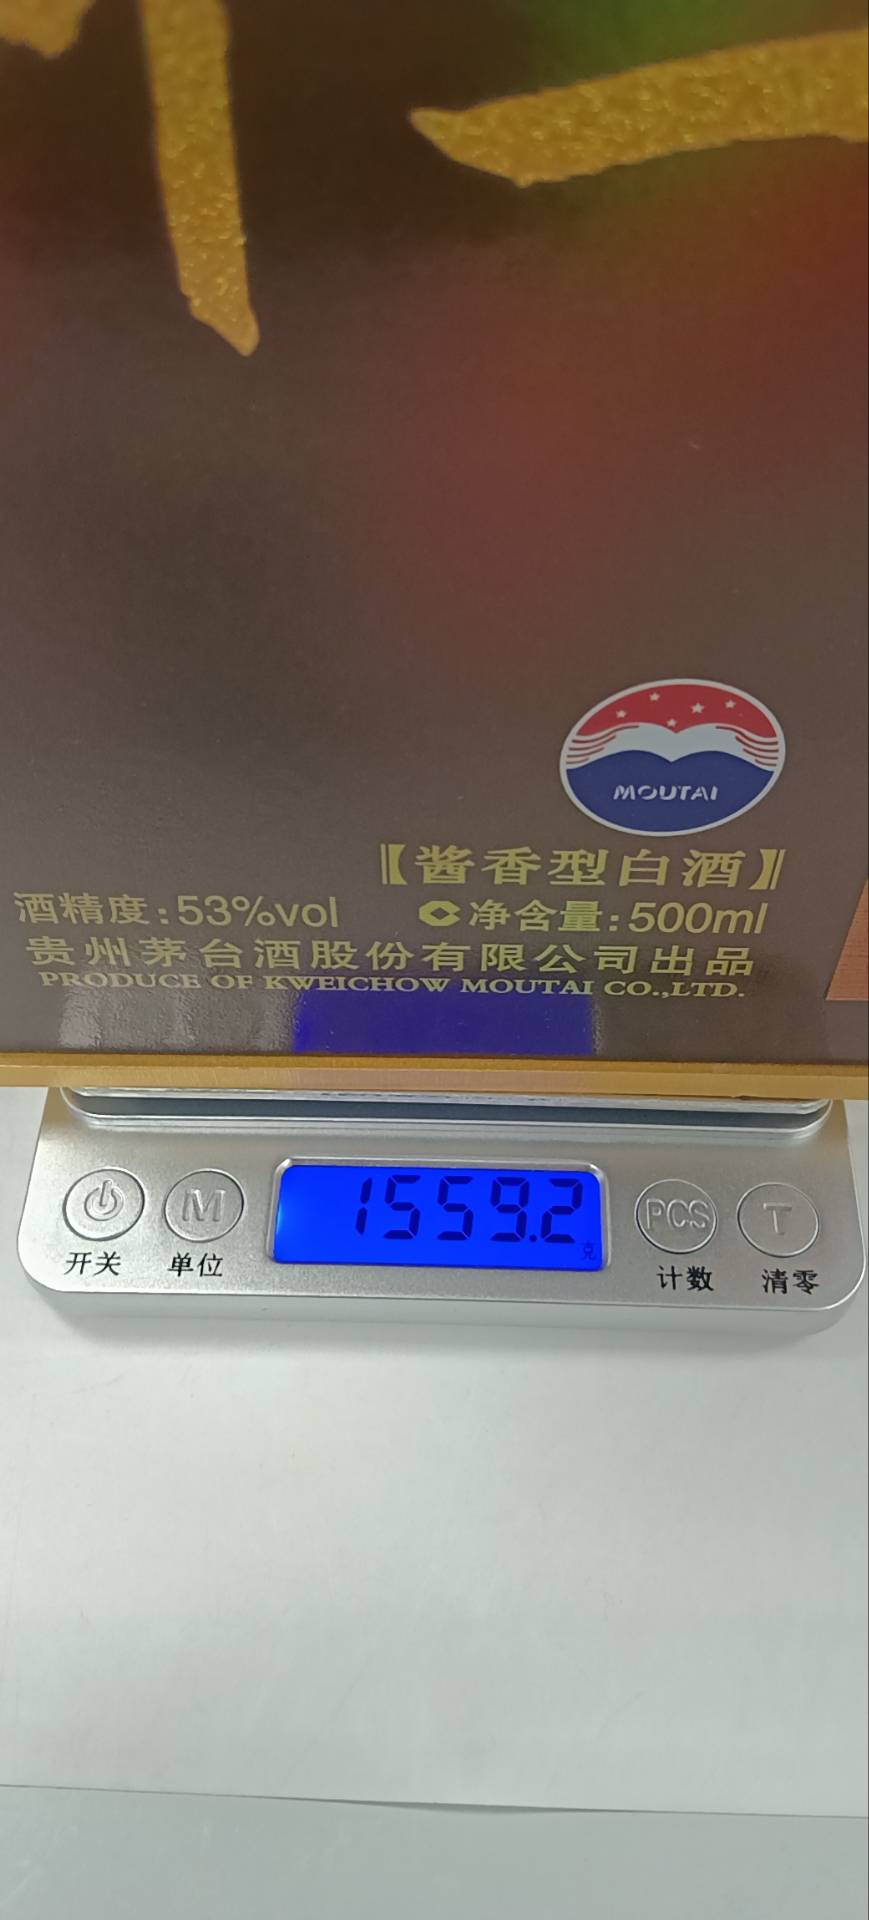 MOUTAI
【酱香型白酒】
酒精度:53%vol 净含量:500ml
贵州茅台酒股份有限公司出品
PRODUCE OF KWEICHOW MOUTAI CO.,LTD.
M 1559.2 克 PCS T
开关 单位 计数 清零